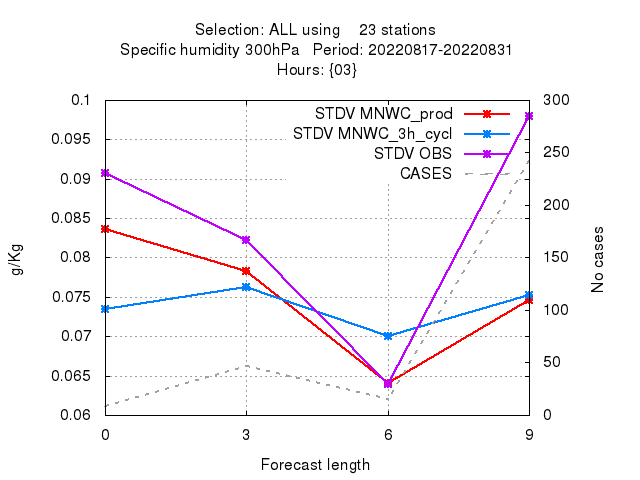 Selection: ALL using 23 stations
Specific humidity 300hPa Period: 20220817-20220831
Hours: {03}
STDV MNWC_prod
STDV MNWC_3h_cycl
STDV OBS
CASES
g/Kg
0.1
0.095
0.09
0.085
0.08
0.075
0.07
0.065
0.06
300
250
200
150
100
50
0
No cases
0 3 6 9
Forecast length